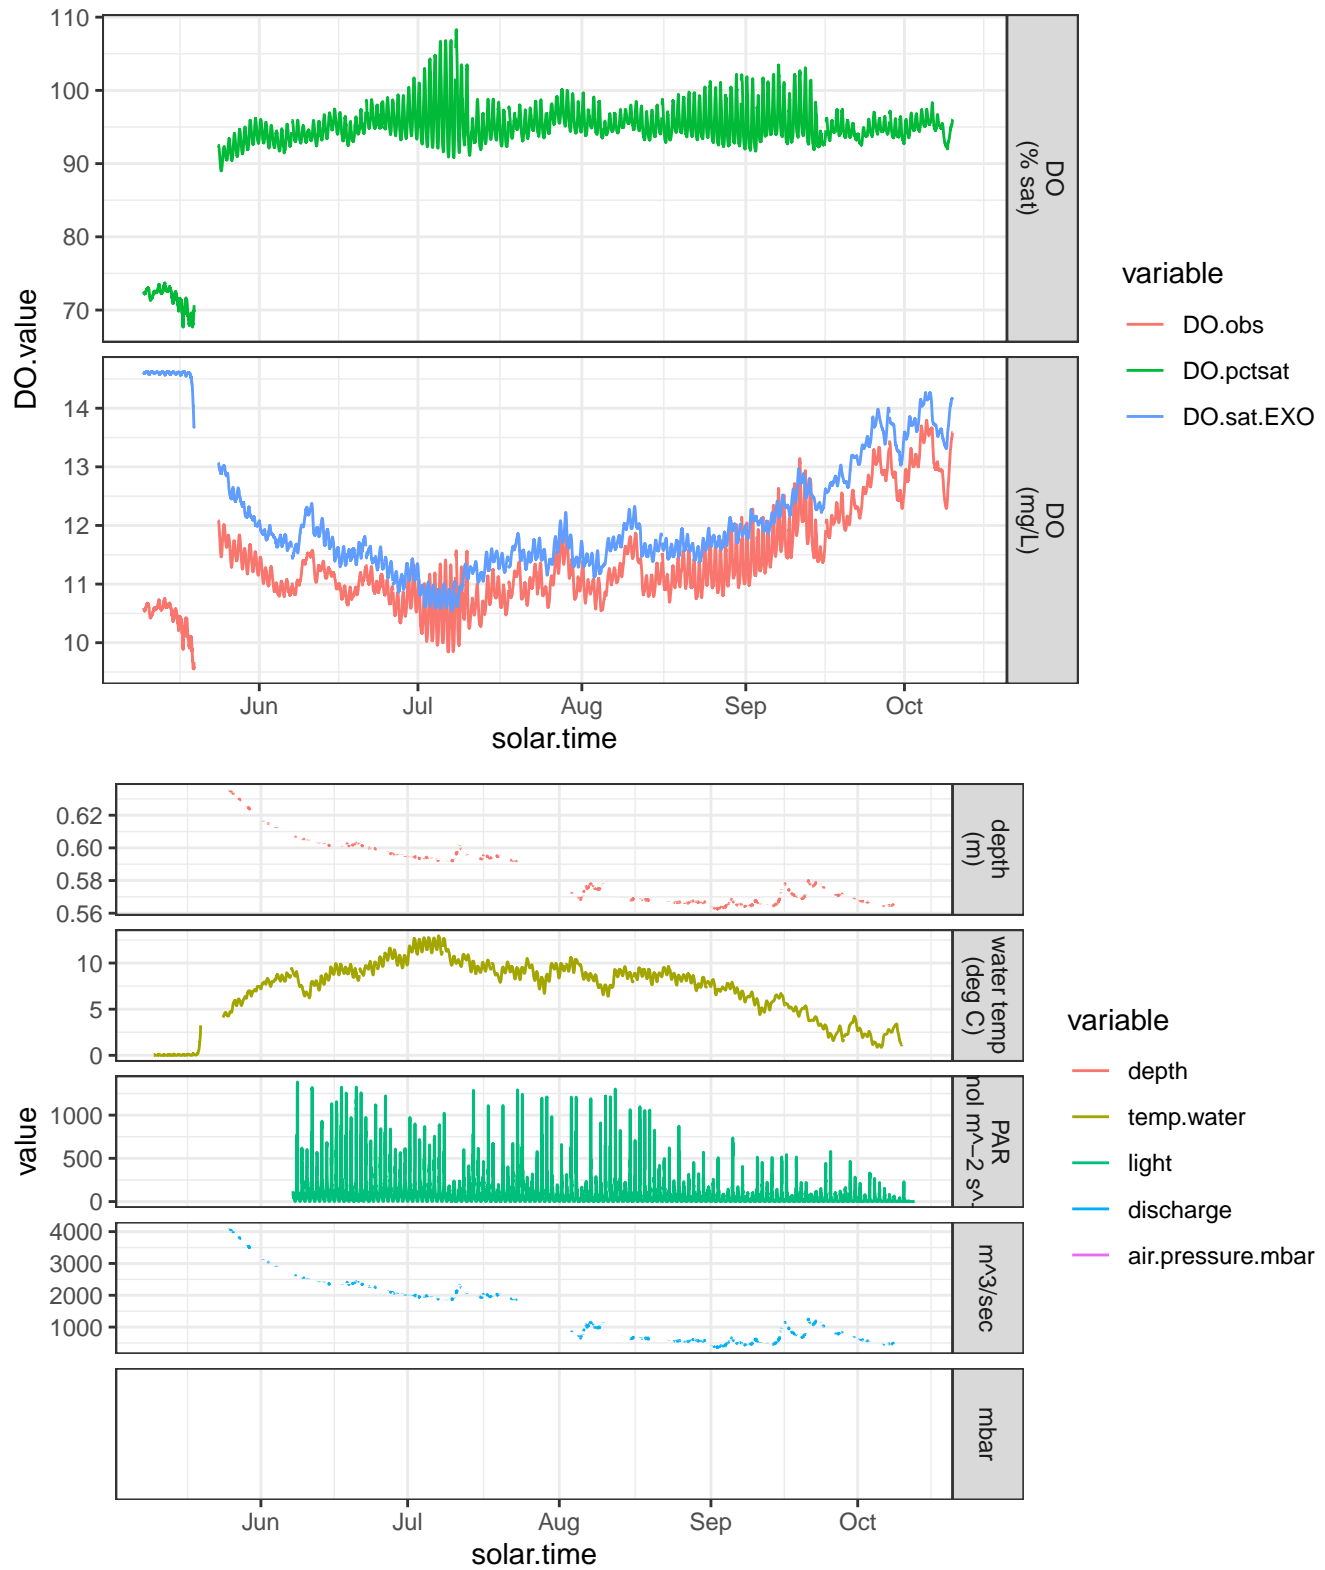 110
100
90
80
70
DO
(% sat)
14
13
12
11
10
DO
(mg/L)
DO.value
Jun Jul Aug Sep Oct
solar.time
variable
DO.obs
DO.pctsat
DO.sat.EXO
0.62
0.60
0.58
0.56
depth
(m)
10
5
0
water temp
(deg C)
1000
500
0
PAR
mol m^-2 s^-
4000
3000
2000
1000
m^3/sec
mbar
value
Jun Jul Aug Sep Oct
solar.time
variable
depth
temp.water
light
discharge
air.pressure.mbar